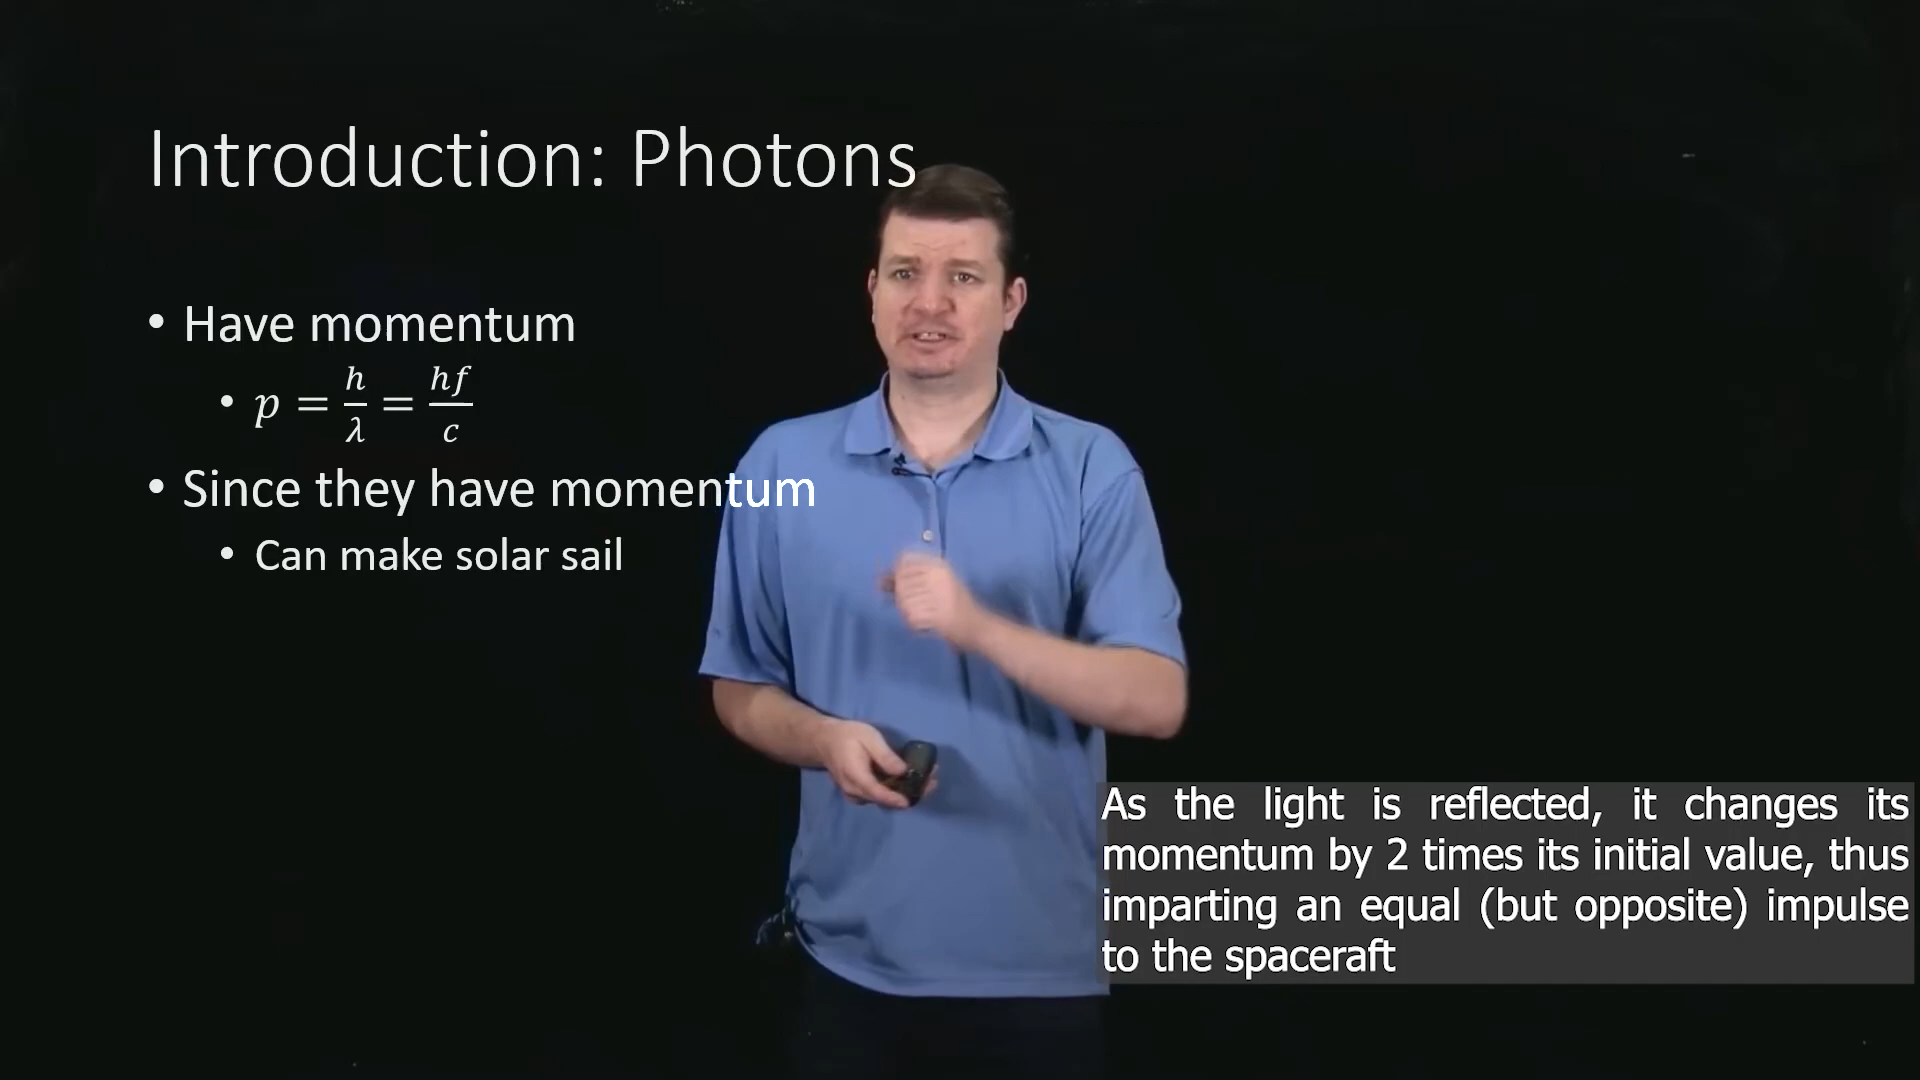 Introduction: Photons
• Have momentum
• p = h/λ = hf/c
• Since they have momentum
• Can make solar sail
As the light is reflected, it changes its
momentum by 2 times its initial value, thus
imparting an equal (but opposite) impulse
to the spaceraft